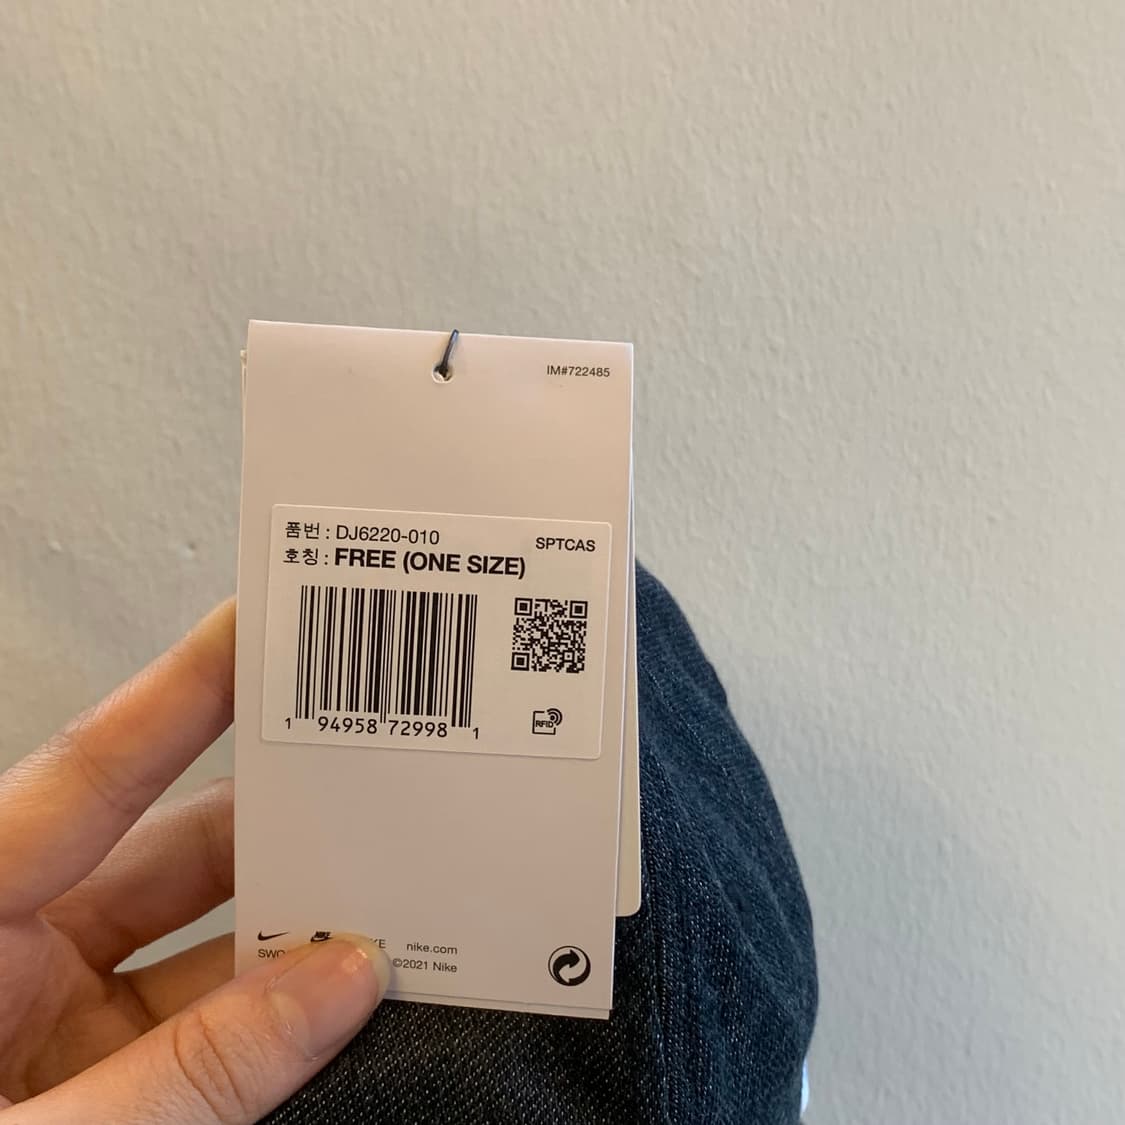 IM#722485
품번 : DJ6220-010
SPTCAS
호칭 : FREE (ONE SIZE)
1 94958 72998 1
RFID
NIKE
nike.com
©2021 Nike